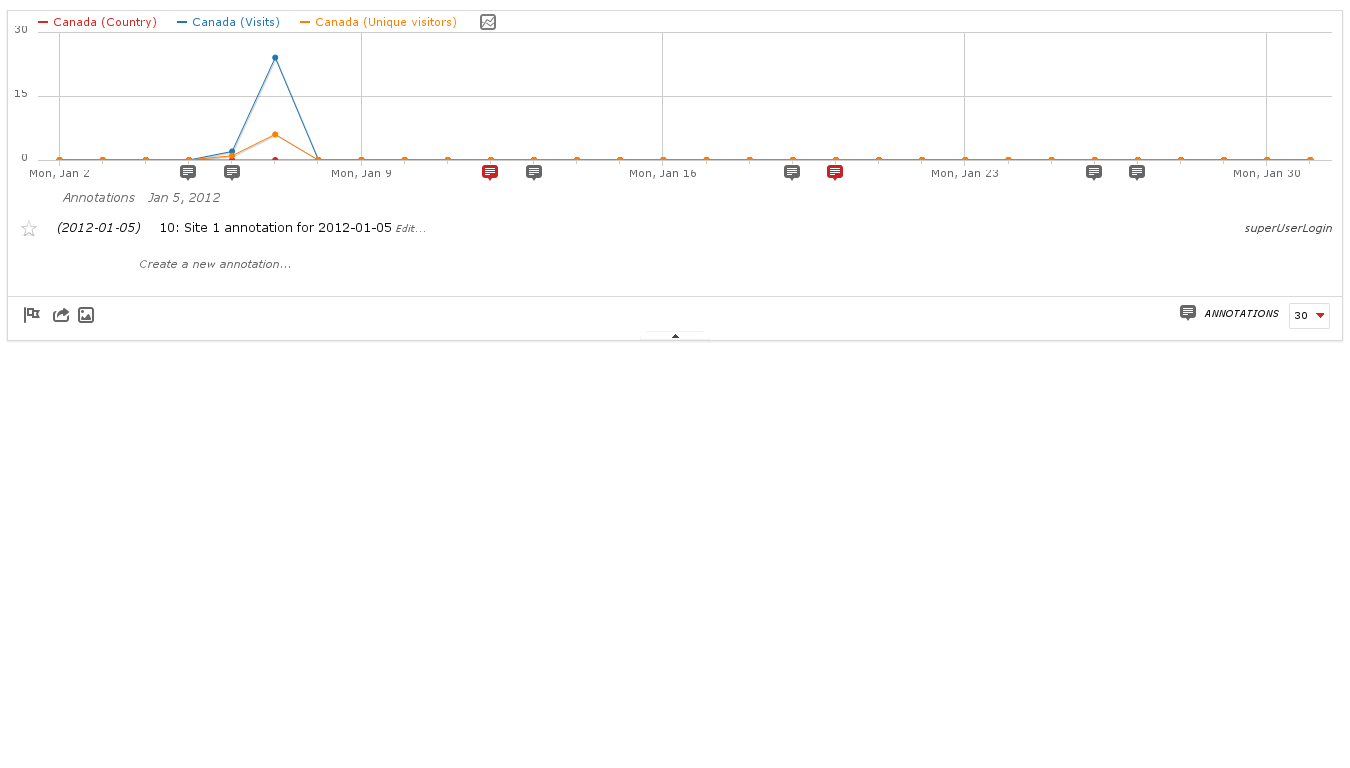 Canada (Country) Canada (Visits) Canada (Unique visitors)
30
15
0
Mon, Jan 2 Mon, Jan 9 Mon, Jan 16 Mon, Jan 23 Mon, Jan 30
Annotations Jan 5, 2012
(2012-01-05) 10: Site 1 annotation for 2012-01-05 Edit... superUserLogin
Create a new annotation...
ANNOTATIONS 30